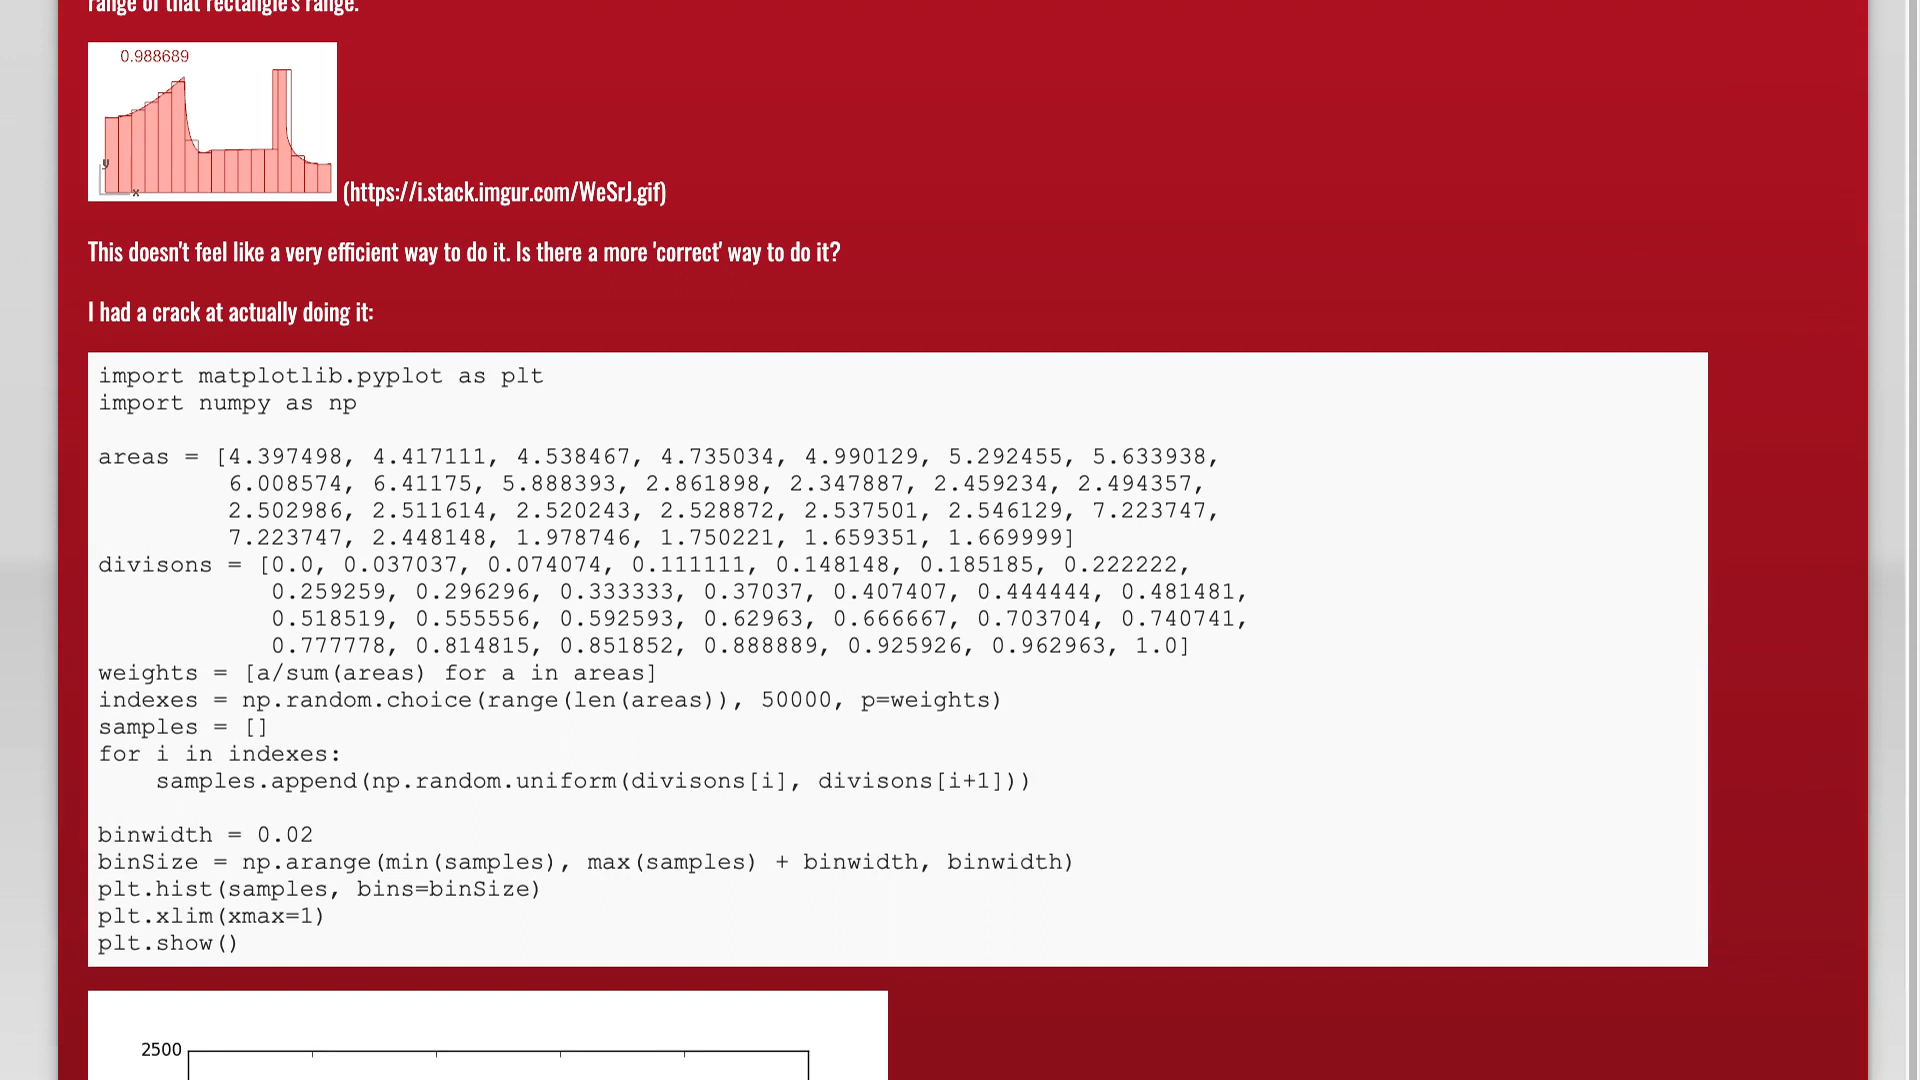 range of that rectangle's range.
0.988689
y
x
(https://i.stack.imgur.com/WeSrJ.gif)
This doesn't feel like a very efficient way to do it. Is there a more 'correct' way to do it?
I had a crack at actually doing it:
import matplotlib.pyplot as plt
import numpy as np
areas = [4.397498, 4.417111, 4.538467, 4.735034, 4.990129, 5.292455, 5.633938,
6.008574, 6.41175, 5.888393, 2.861898, 2.347887, 2.459234, 2.494357,
2.502986, 2.511614, 2.520243, 2.528872, 2.537501, 2.546129, 7.223747,
7.223747, 2.448148, 1.978746, 1.750221, 1.659351, 1.669999]
divisons = [0.0, 0.037037, 0.074074, 0.111111, 0.148148, 0.185185, 0.222222,
0.259259, 0.296296, 0.333333, 0.37037, 0.407407, 0.444444, 0.481481,
0.518519, 0.555556, 0.592593, 0.62963, 0.666667, 0.703704, 0.740741,
0.777778, 0.814815, 0.851852, 0.888889, 0.925926, 0.962963, 1.0]
weights = [a/sum(areas) for a in areas]
indexes = np.random.choice(range(len(areas)), 50000, p=weights)
samples = []
for i in indexes:
samples.append(np.random.uniform(divisons[i], divisons[i+1]))
binwidth = 0.02
binSize = np.arange(min(samples), max(samples) + binwidth, binwidth)
plt.hist(samples, bins=binSize)
plt.xlim(xmax=1)
plt.show()
2500